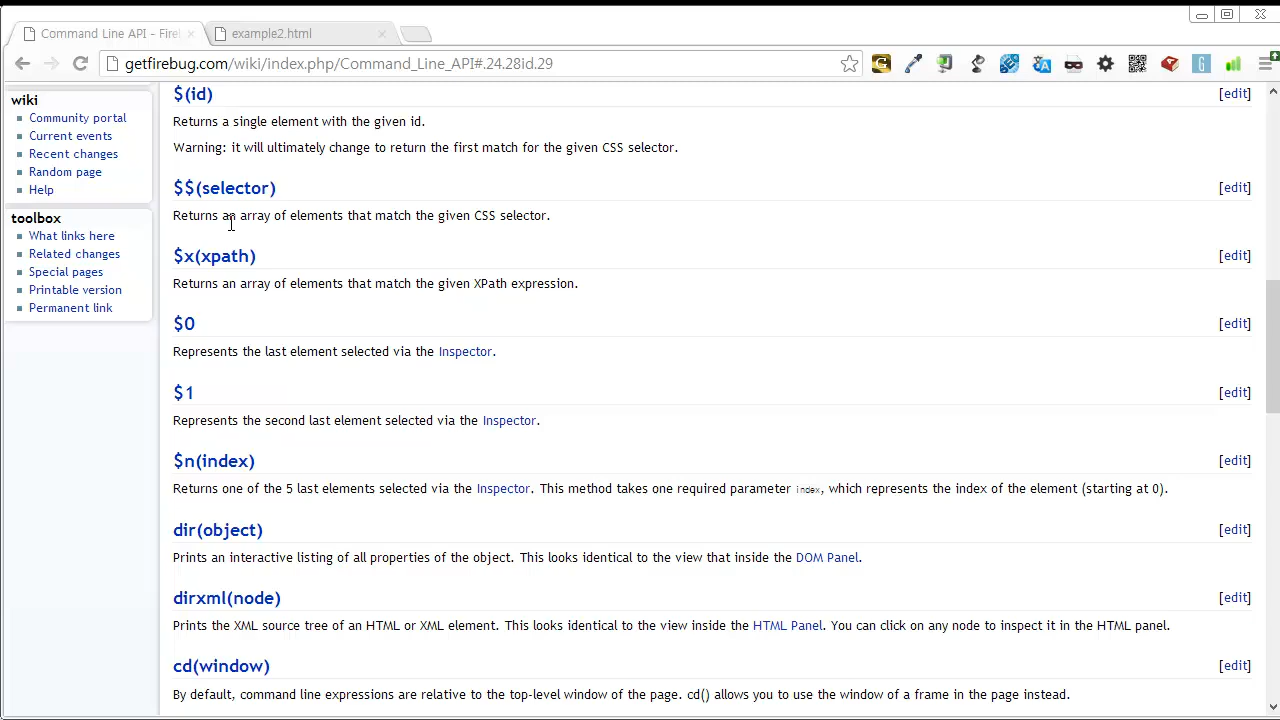 Command Line API - Firel
example2.html
getfirebug.com/wiki/index.php/Command_Line_API#.24.28id.29
wiki
Community portal
Current events
Recent changes
Random page
Help
toolbox
What links here
Related changes
Special pages
Printable version
Permanent link
$(id) [edit]
Returns a single element with the given id.
Warning: it will ultimately change to return the first match for the given CSS selector.
$$(selector) [edit]
Returns an array of elements that match the given CSS selector.
$x(xpath) [edit]
Returns an array of elements that match the given XPath expression.
$0 [edit]
Represents the last element selected via the Inspector.
$1 [edit]
Represents the second last element selected via the Inspector.
$n(index) [edit]
Returns one of the 5 last elements selected via the Inspector. This method takes one required parameter index, which represents the index of the element (starting at 0).
dir(object) [edit]
Prints an interactive listing of all properties of the object. This looks identical to the view that inside the DOM Panel.
dirxml(node) [edit]
Prints the XML source tree of an HTML or XML element. This looks identical to the view inside the HTML Panel. You can click on any node to inspect it in the HTML panel.
cd(window) [edit]
By default, command line expressions are relative to the top-level window of the page. cd() allows you to use the window of a frame in the page instead.